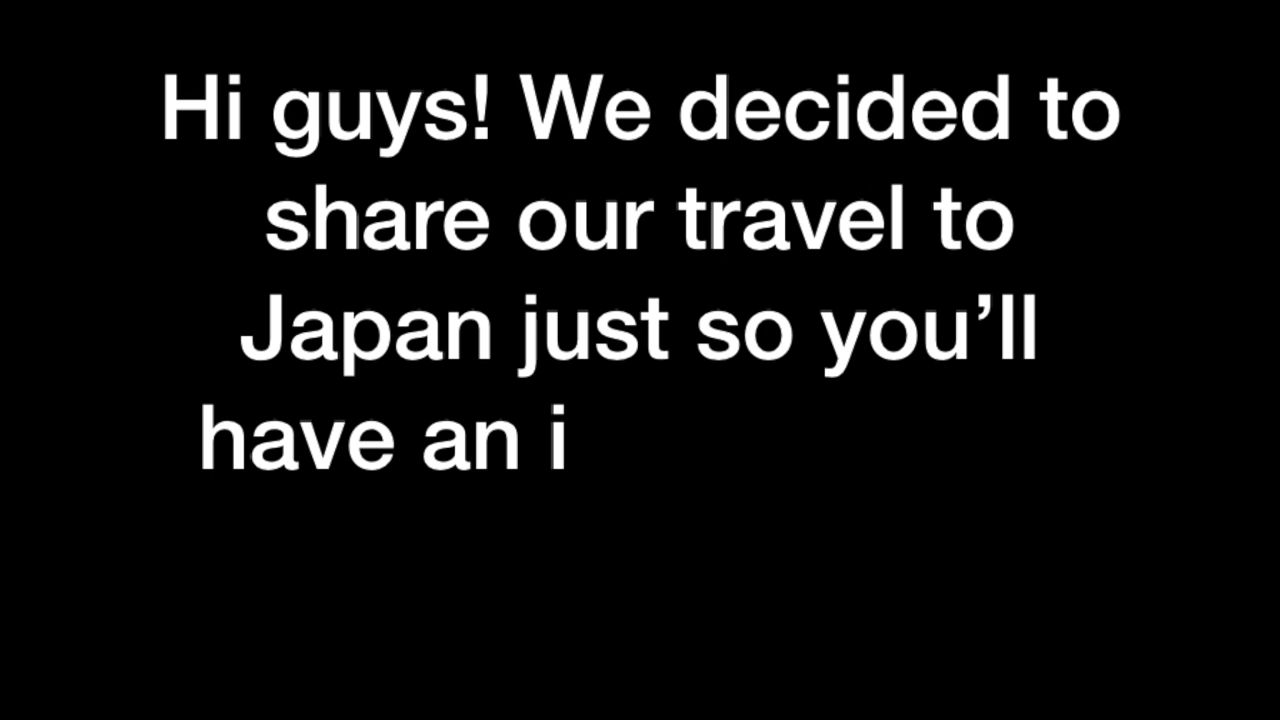 Hi guys! We decided to
share our travel to
Japan just so you’ll
have an i